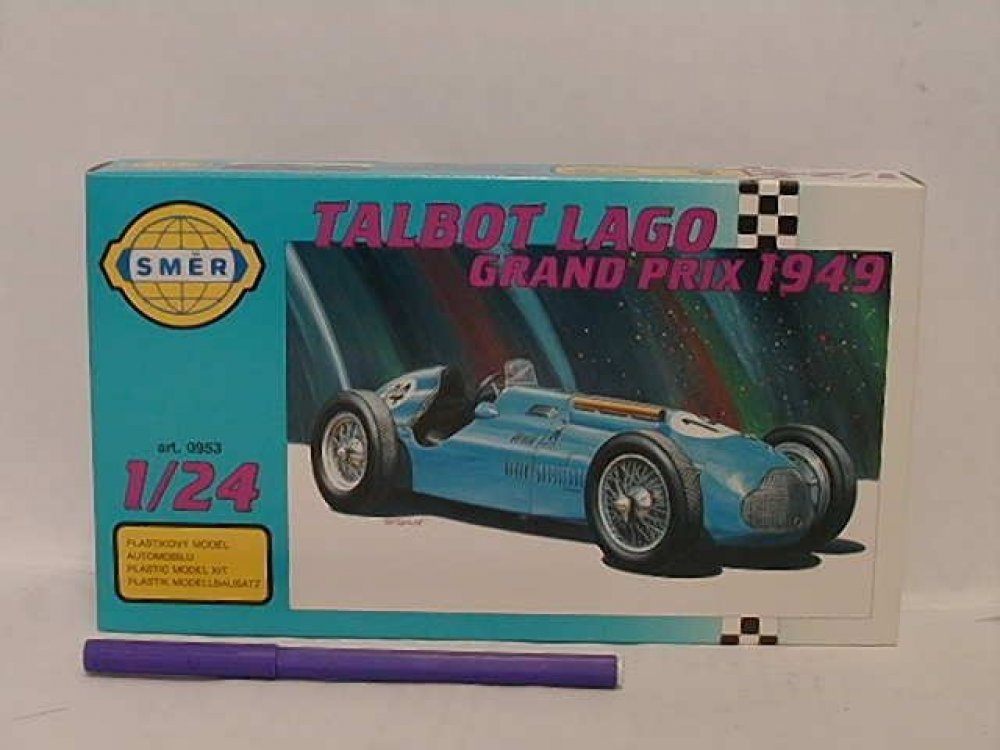 SMĚR
TALBOT LAGO
GRAND PRIX 1949
art. 0953
1/24
PLASTIKOVÝ MODEL
AUTOMOBILU
PLASTIC MODEL KIT
PLASTIK MODELLBAUSATZ